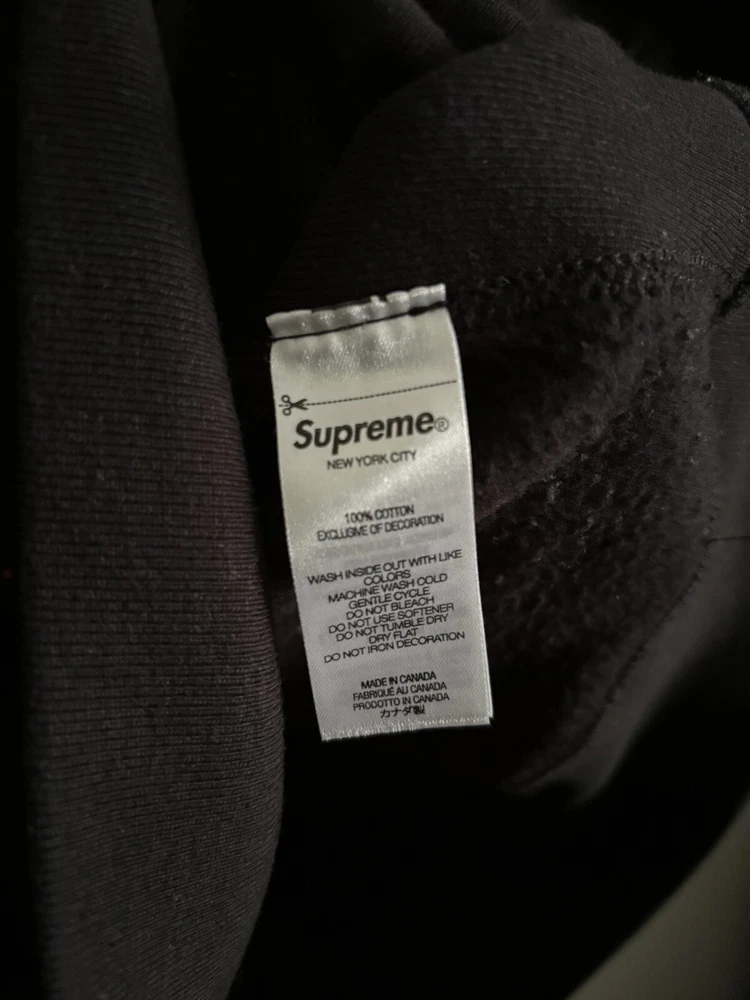 Supreme®
NEW YORK CITY
100% COTTON
EXCLUSIVE OF DECORATION
WASH INSIDE OUT WITH LIKE
COLORS
MACHINE WASH COLD
GENTLE CYCLE
DO NOT BLEACH
DO NOT USE SOFTENER
DO NOT TUMBLE DRY
DRY FLAT
DO NOT IRON DECORATION
MADE IN CANADA
FABRIQUÉ AU CANADA
PRODOTTO IN CANADA
カナダ製